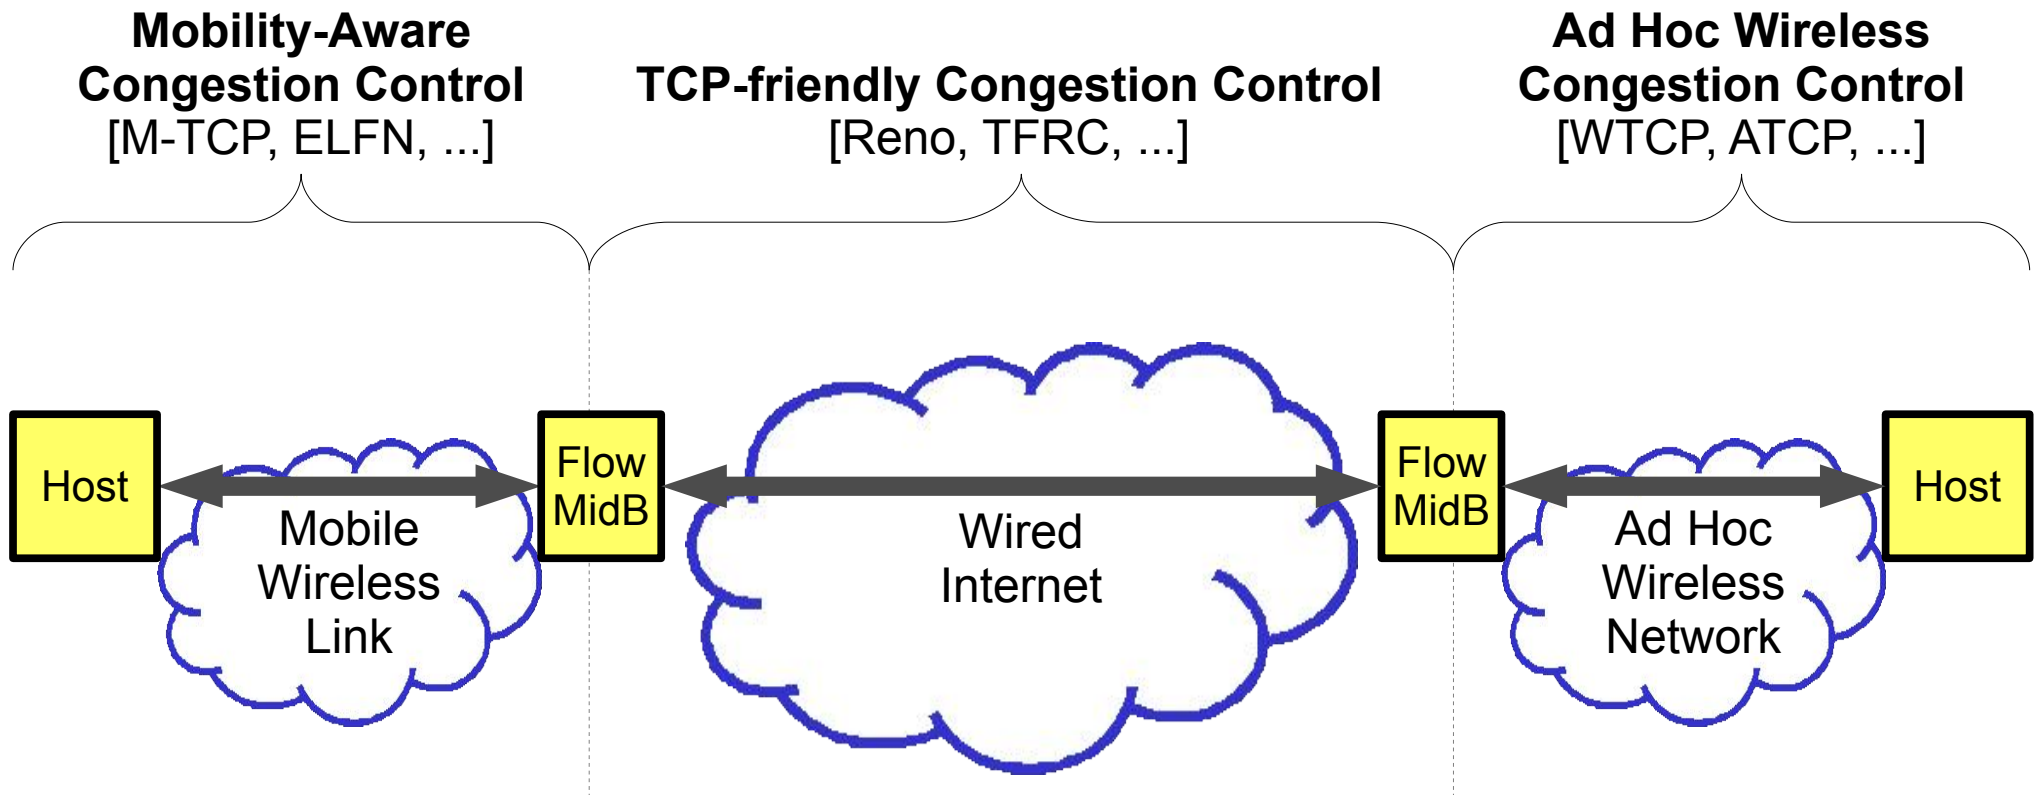 Mobility-Aware
Congestion Control
[M-TCP, ELFN, ...]
TCP-friendly Congestion Control
[Reno, TFRC, ...]
Ad Hoc Wireless
Congestion Control
[WTCP, ATCP, ...]
Host
Mobile
Wireless
Link
Flow
MidB
Wired
Internet
Flow
MidB
Ad Hoc
Wireless
Network
Host